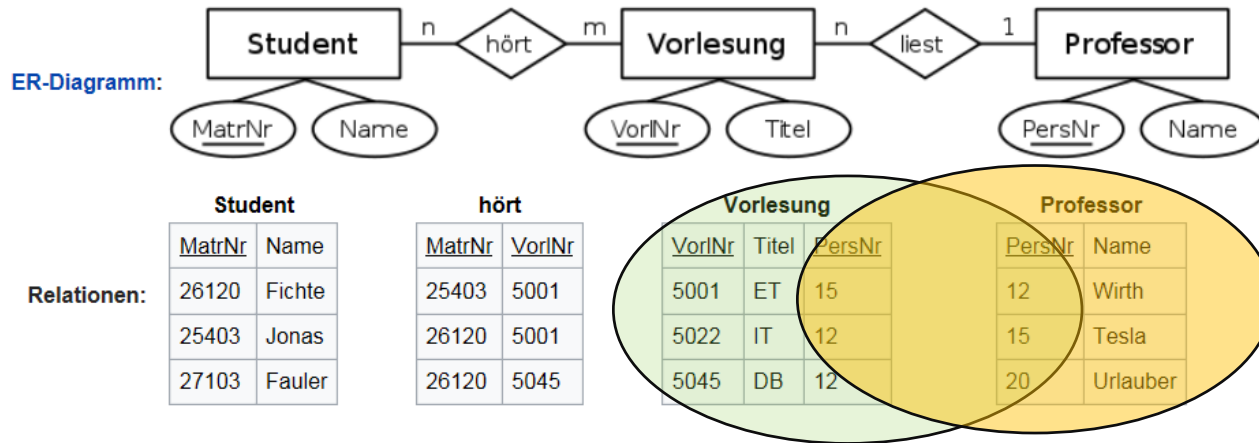 Student n hört m Vorlesung n liest 1 Professor
ER-Diagramm:
MatrNr Name VorlNr Titel PersNr Name
Student hört Vorlesung Professor
MatrNr Name MatrNr VorlNr VorlNr Titel PersNr PersNr Name
Relationen:
26120 Fichte 25403 5001 5001 ET 15 12 Wirth
25403 Jonas 26120 5001 5022 IT 12 15 Tesla
27103 Fauler 26120 5045 5045 DB 12 20 Urlauber